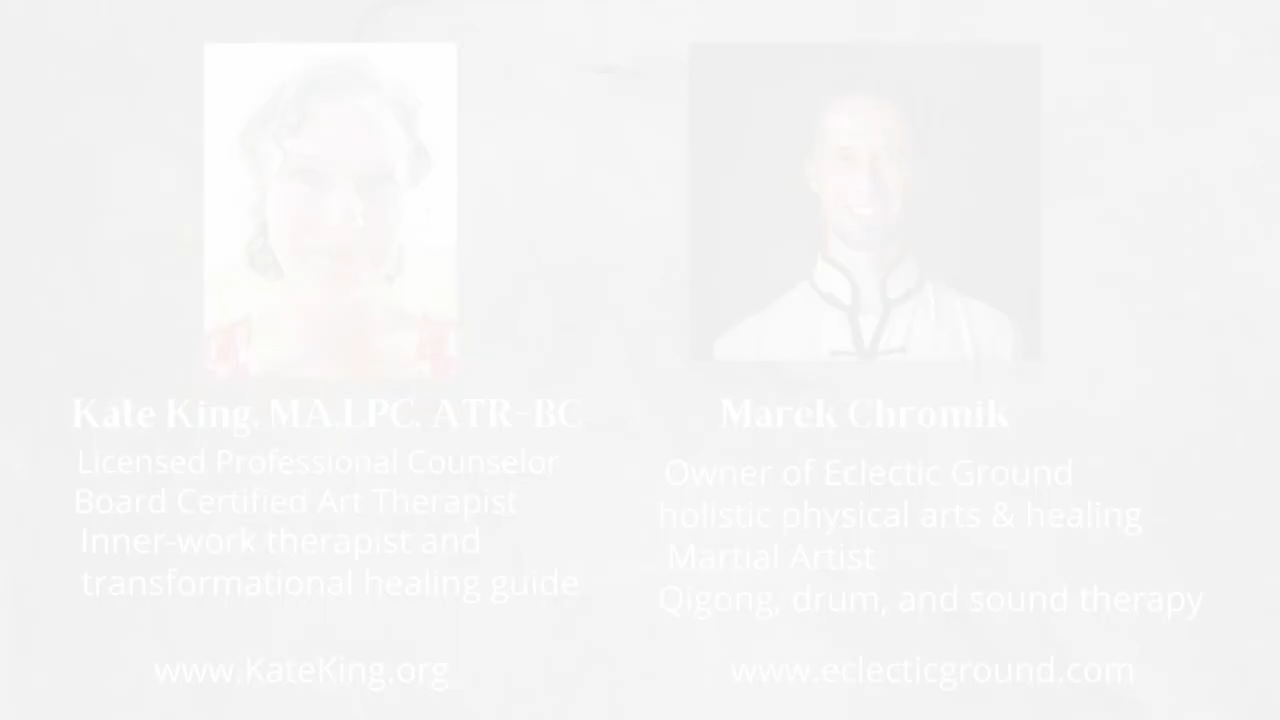 Kate King, MA.LPC. ATR-BC
Licensed Professional Counselor
Board Certified Art Therapist
Inner-work therapist and
transformational healing guide
www.KateKing.org
Marek Chromik
Owner of Eclectic Ground
holistic physical arts & healing
Martial Artist
Qigong, drum, and sound therapy
www.eclecticground.com